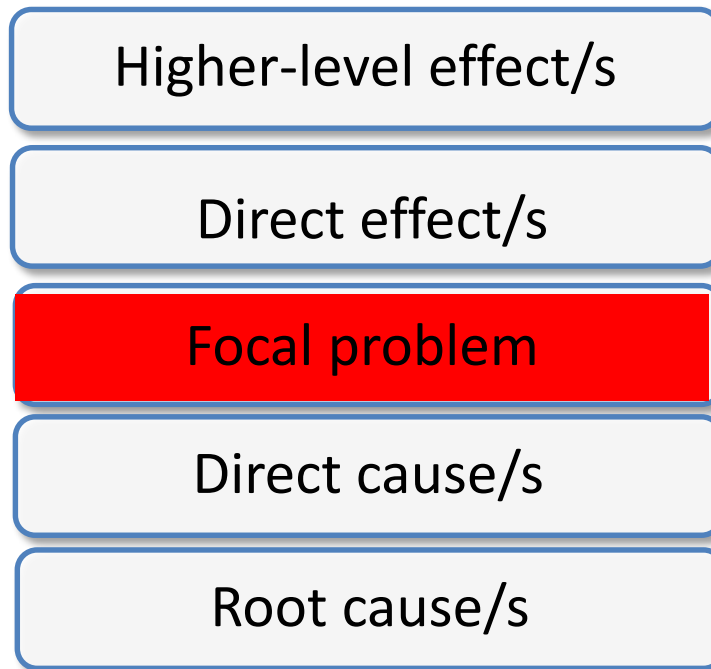 Higher-level effect/s
Direct effect/s
Focal problem
Direct cause/s
Root cause/s